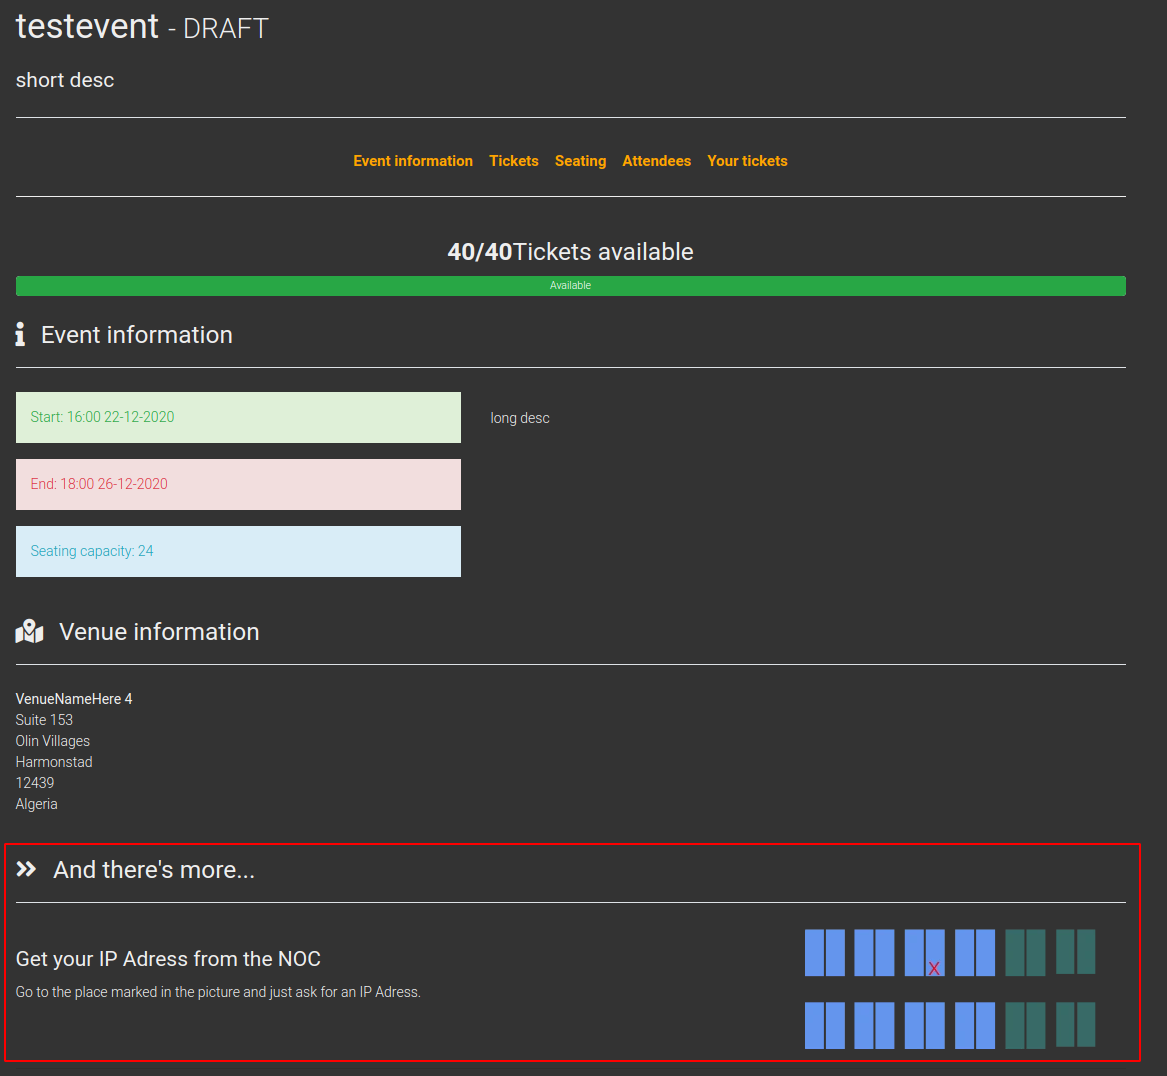 testevent - DRAFT
short desc
Event information Tickets Seating Attendees Your tickets
40/40Tickets available
Available
Event information
Start: 16:00 22-12-2020
long desc
End: 18:00 26-12-2020
Seating capacity: 24
Venue information
VenueNameHere 4
Suite 153
Olin Villages
Harmonstad
12439
Algeria
And there's more...
Get your IP Adress from the NOC
Go to the place marked in the picture and just ask for an IP Adress.
X